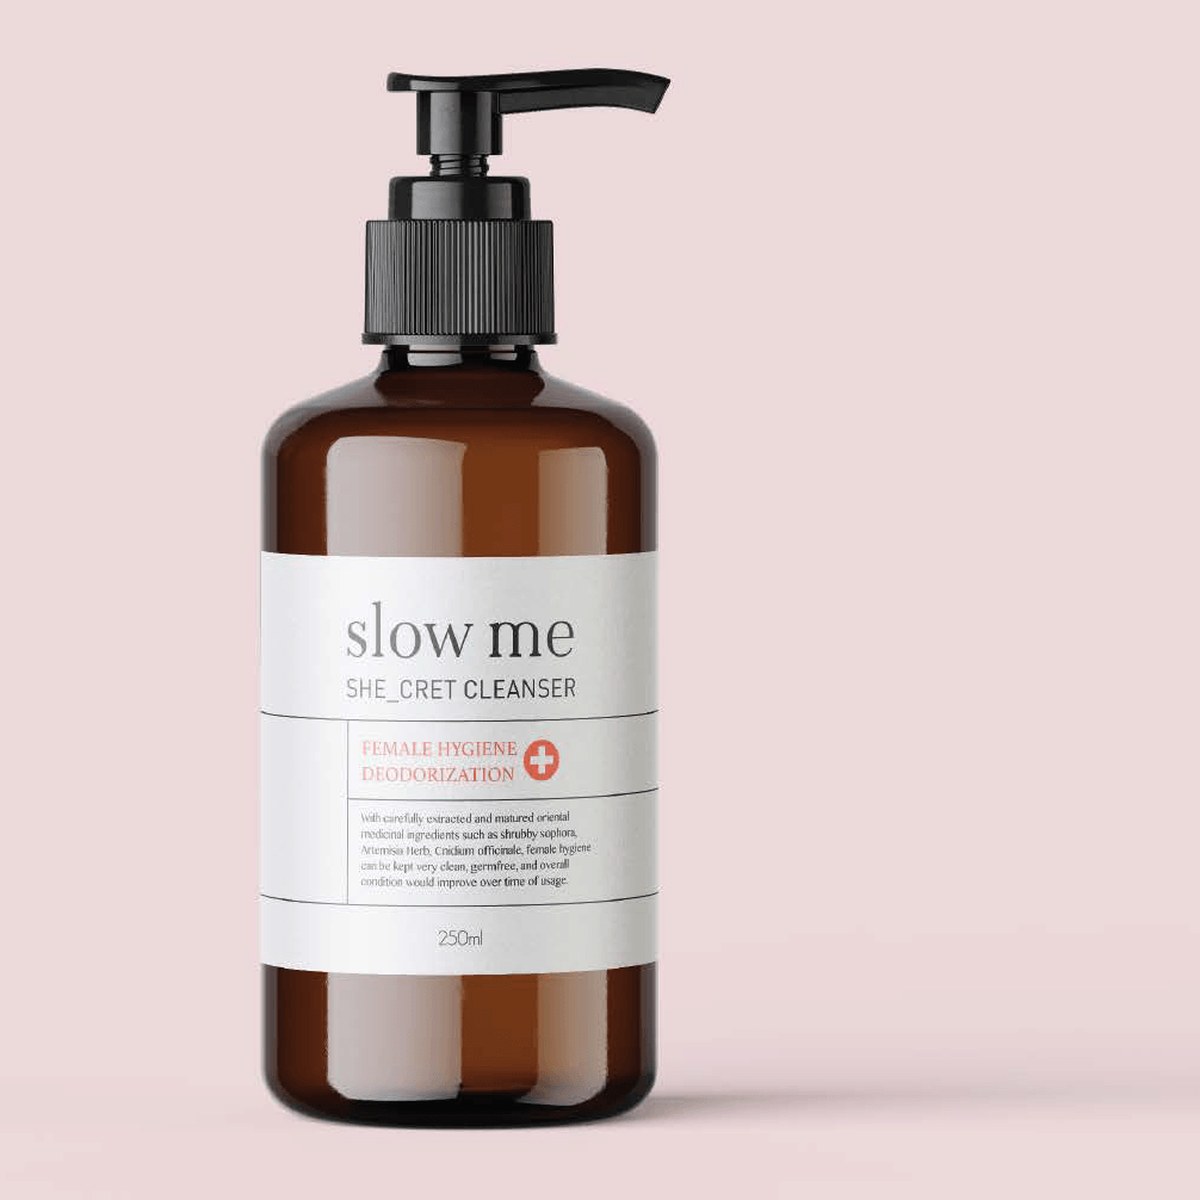 slow me
SHE_CRET CLEANSER
FEMALE HYGIENE
DEODORIZATION
With carefully extracted and matured oriental
medicinal ingredients such as shrubby sophora,
Artemisia Herb, Cnidium officinale, female hygiene
can be kept very clean, germfree, and overall
condition would improve over time of usage.
250ml